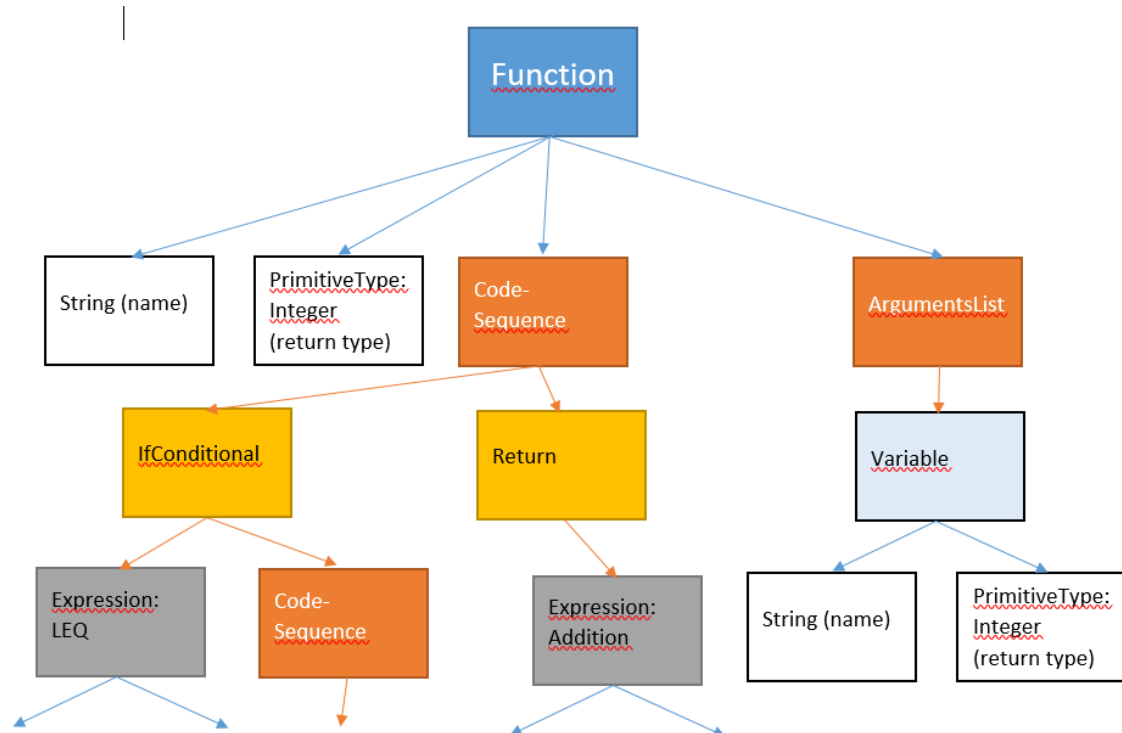 Function
String (name)
PrimitiveType:
Integer
(return type)
Code-
Sequence
ArgumentsList
IfConditional
Return
Variable
Expression:
LEQ
Code-
Sequence
Expression:
Addition
String (name)
PrimitiveType:
Integer
(return type)